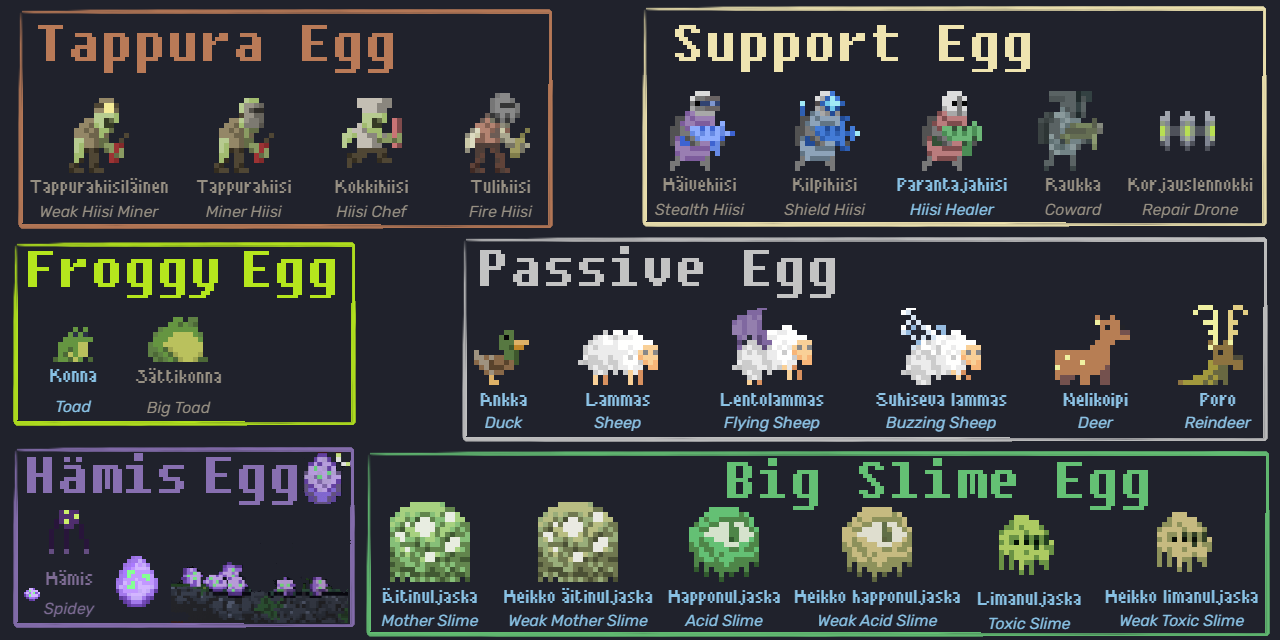 Tappura Egg
Tappurahiisiläinen Tappurahiisi Kokkihiisi Tulihiisi
Weak Hiisi Miner Miner Hiisi Hiisi Chef Fire Hiisi
Support Egg
Häivehiisi Kilpihiisi Parantajahiisi Raukka Korjauslennokki
Stealth Hiisi Shield Hiisi Hiisi Healer Coward Repair Drone
Froggy Egg
Konna Jättikonna
Toad Big Toad
Passive Egg
Ankka Lammas Lentolammas Suhiseva lammas Nelikoipi Poro
Duck Sheep Flying Sheep Buzzing Sheep Deer Reindeer
Hämis Egg
Hämis
Spidey
Big Slime Egg
Äitinuljaska Heikko äitinuljaska Happonuljaska Heikko happonuljaska Limanuljaska Heikko limanuljaska
Mother Slime Weak Mother Slime Acid Slime Weak Acid Slime Toxic Slime Weak Toxic Slime